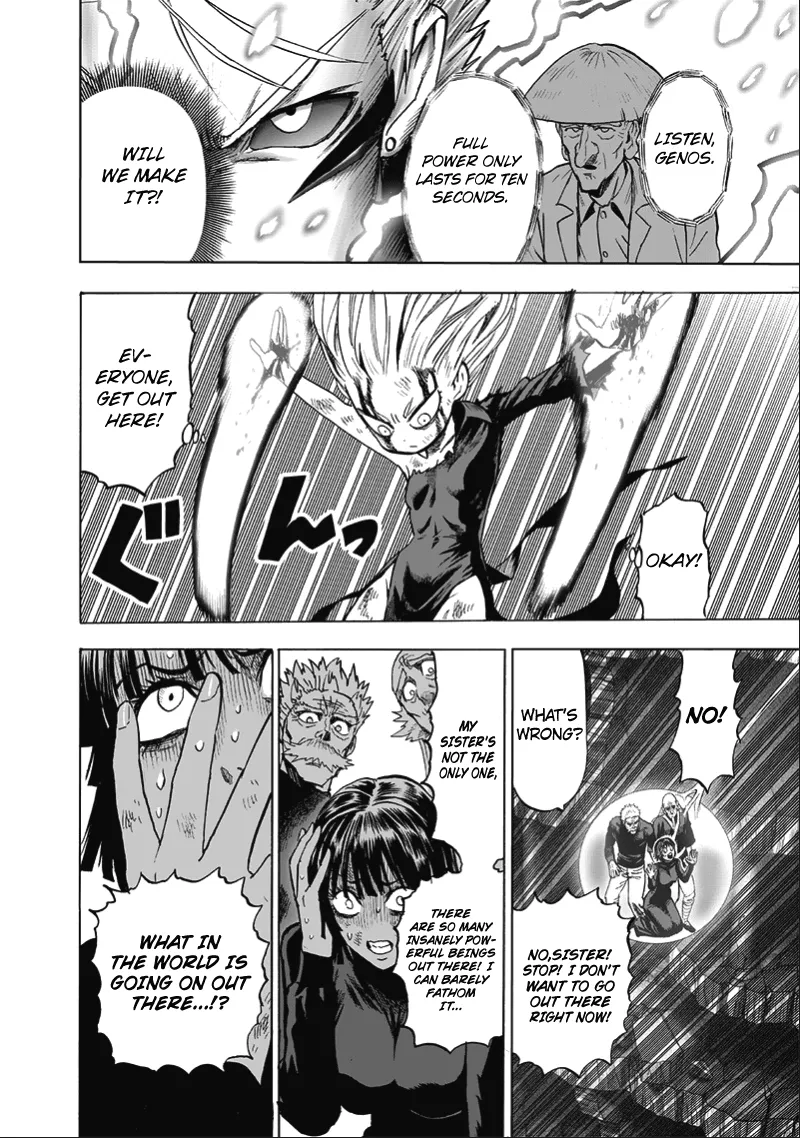 LISTEN,
GENOS.
FULL
POWER ONLY
LASTS FOR TEN
SECONDS.
WILL
WE MAKE
IT?!
OKAY!
EV-
ERYONE,
GET OUT
HERE!
ぐんっ
NO!
WHAT'S
WRONG?
NO,SISTER!
STOP! I DON'T
WANT TO GO
OUT THERE
RIGHT NOW!
MY
SISTER'S
NOT THE
ONLY ONE,
THERE
ARE SO MANY
INSANELY POW-
ERFUL BEINGS
OUT THERE! I
CAN BARELY
FATHOM
IT...
WHAT IN
THE WORLD IS
GOING ON OUT
THERE...!?